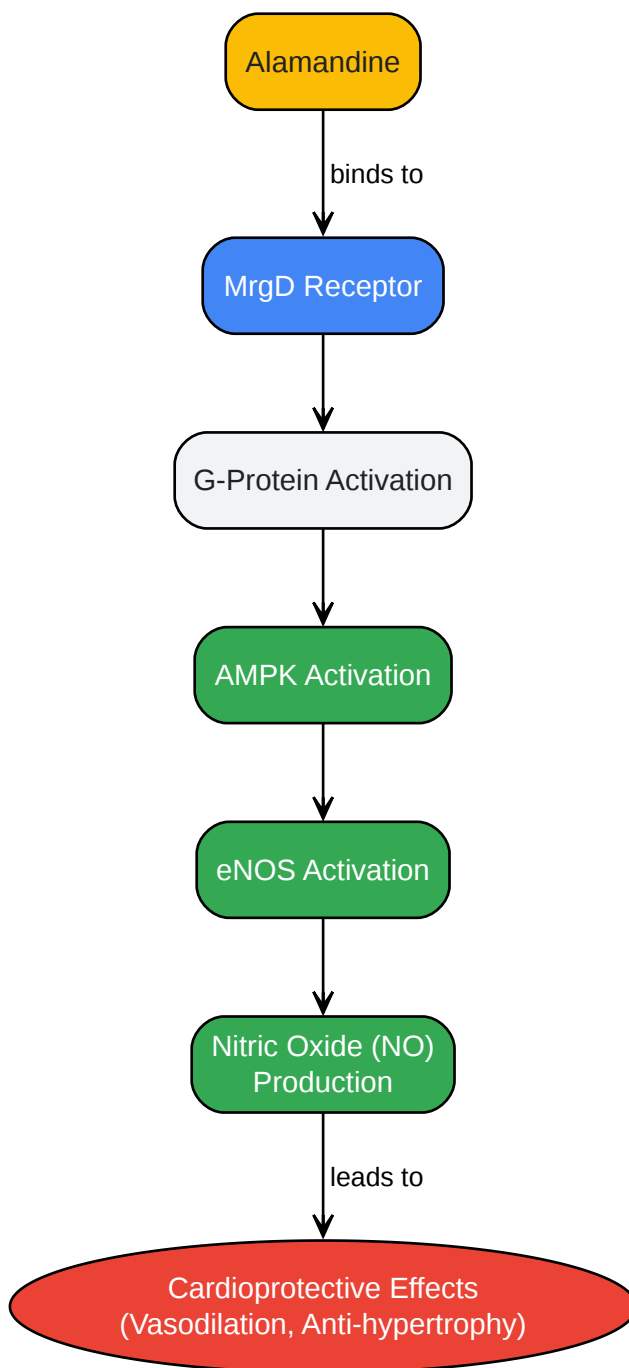 Alamandine
binds to
MrgD Receptor
G-Protein Activation
AMPK Activation
eNOS Activation
Nitric Oxide (NO)
Production
leads to
Cardioprotective Effects
(Vasodilation, Anti-hypertrophy)